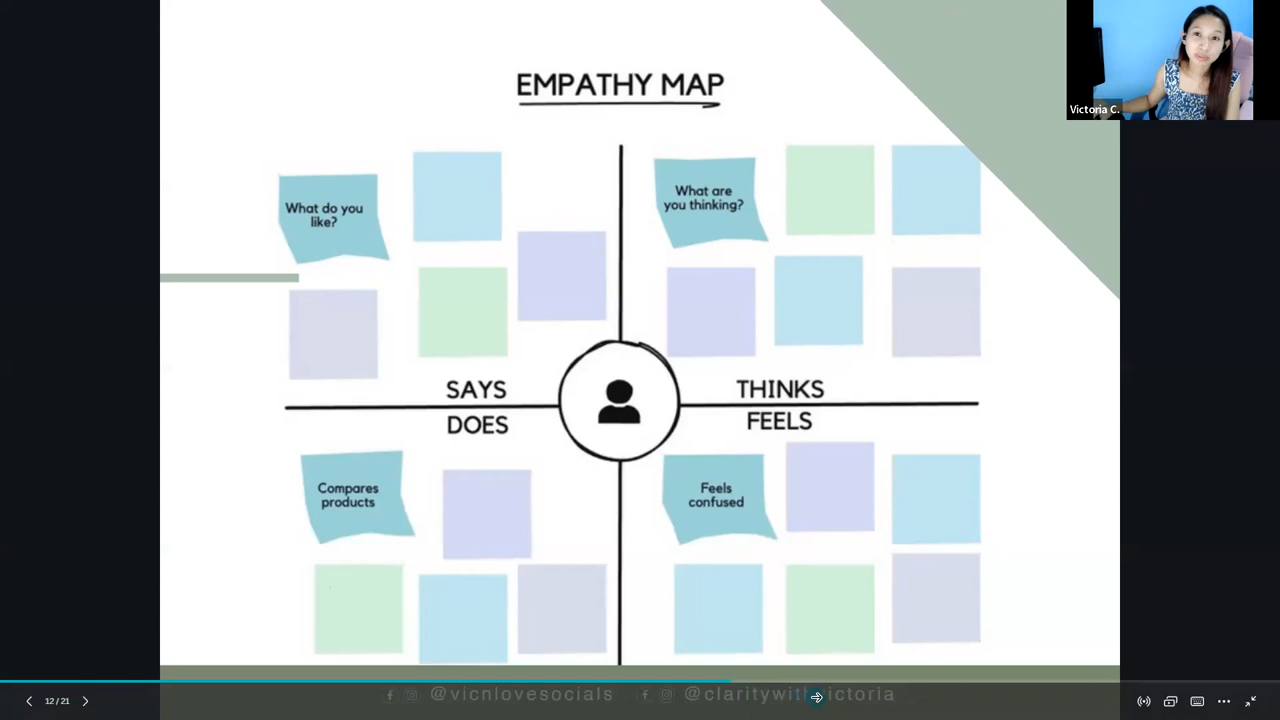 EMPATHY MAP
Victoria C.
What do you
like?
What are
you thinking?
SAYS
THINKS
DOES
FEELS
Compares
products
Feels
confused
@vicnlovesocials
@claritywithvictoria
12 / 21